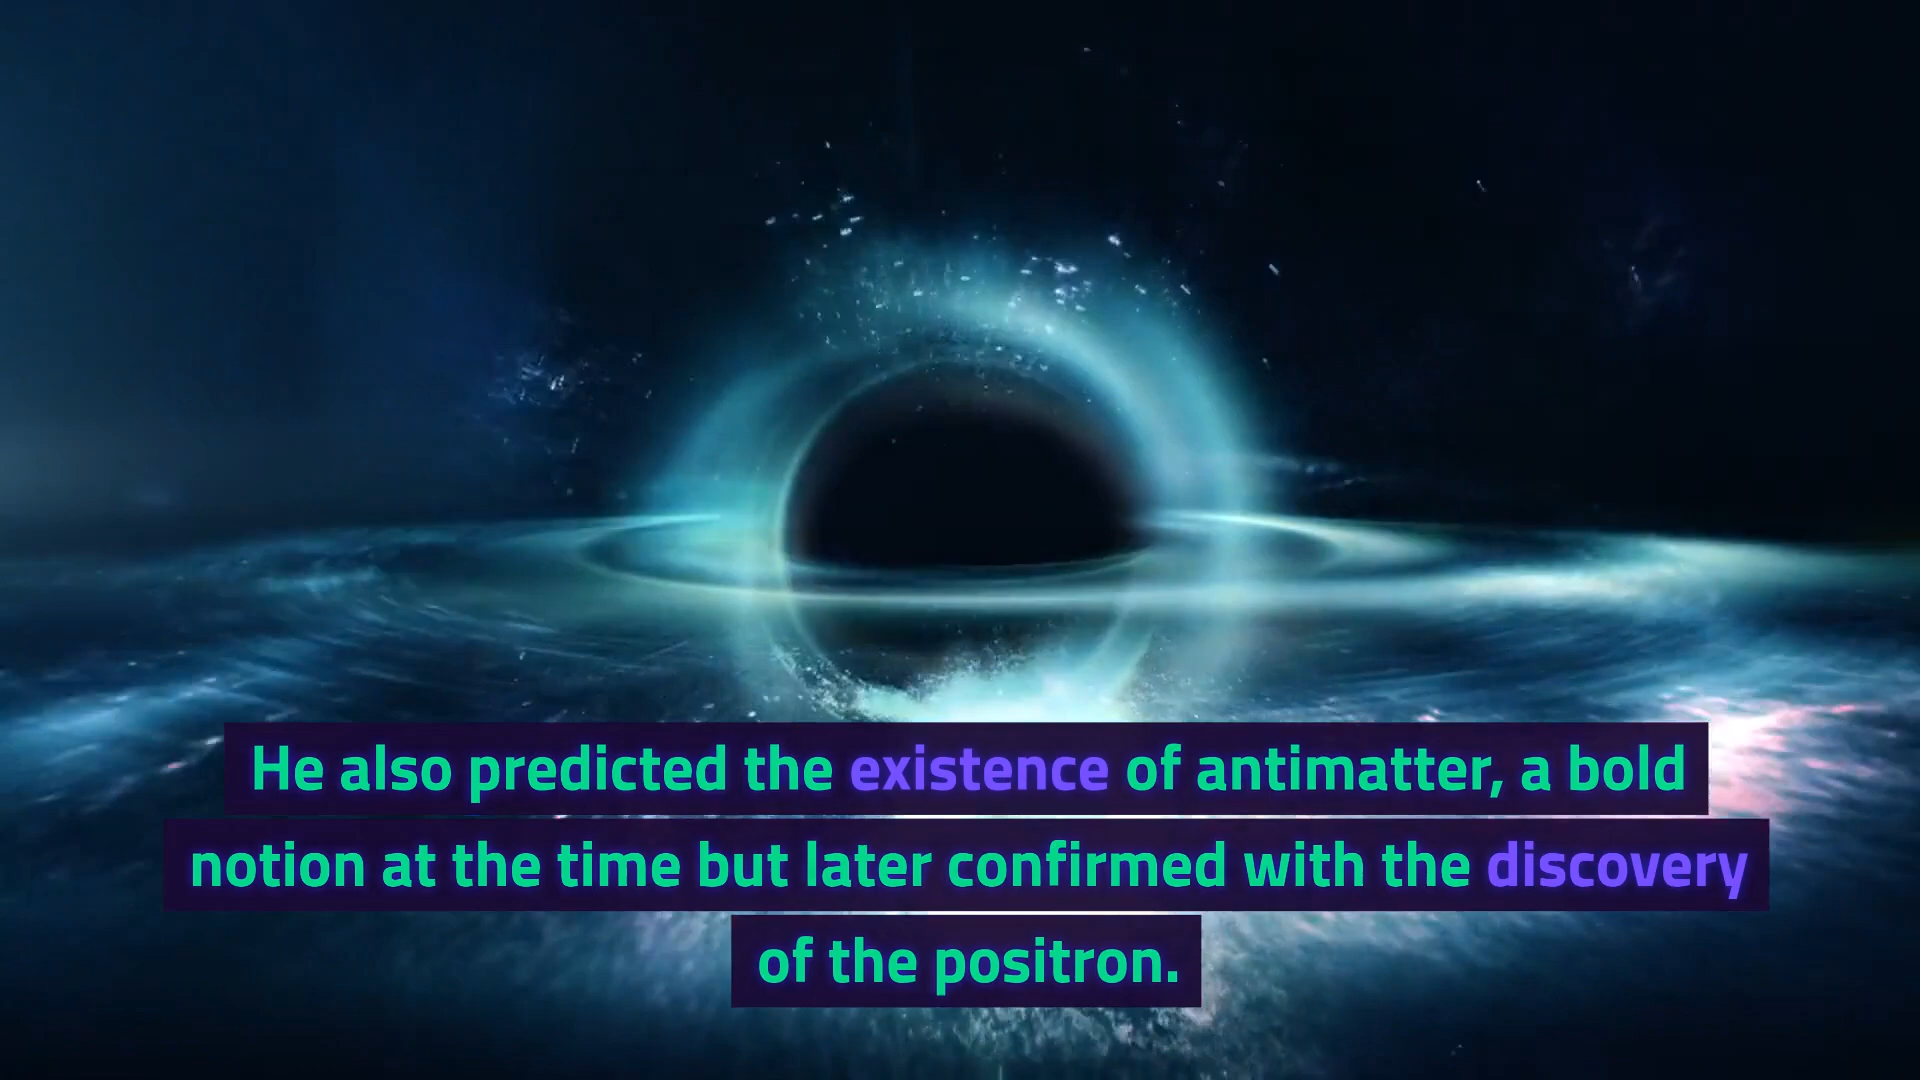 He also predicted the existence of antimatter, a bold
notion at the time but later confirmed with the discovery
of the positron.